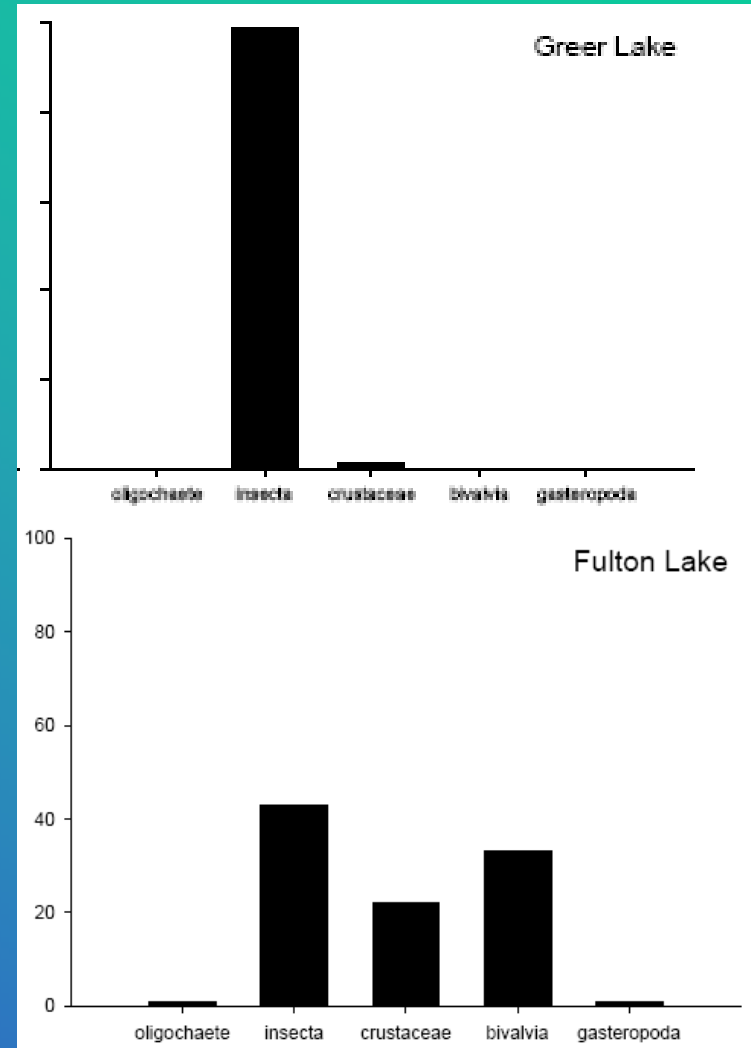 Greer Lake
oligochaete insecta crustaceae bivalvia gasteropoda
Fulton Lake
100
80
60
40
20
0
oligochaete insecta crustaceae bivalvia gasteropoda